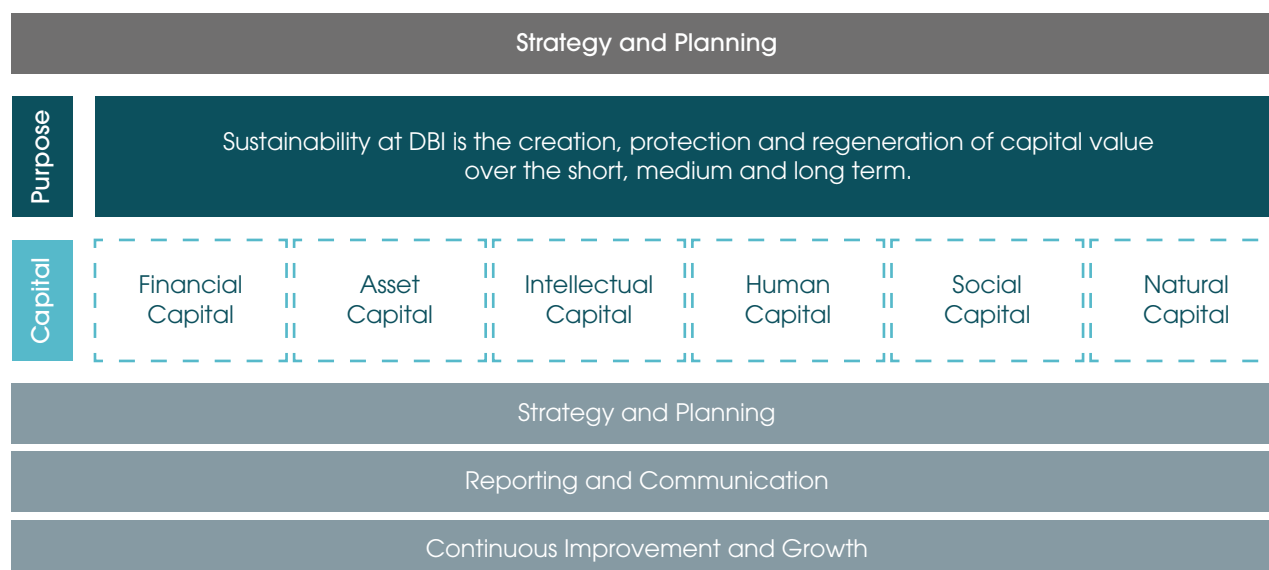 Strategy and Planning
Purpose
Sustainability at DBI is the creation, protection and regeneration of capital value
over the short, medium and long term.
Capital
Financial
Capital
Asset
Capital
Intellectual
Capital
Human
Capital
Social
Capital
Natural
Capital
Strategy and Planning
Reporting and Communication
Continuous Improvement and Growth